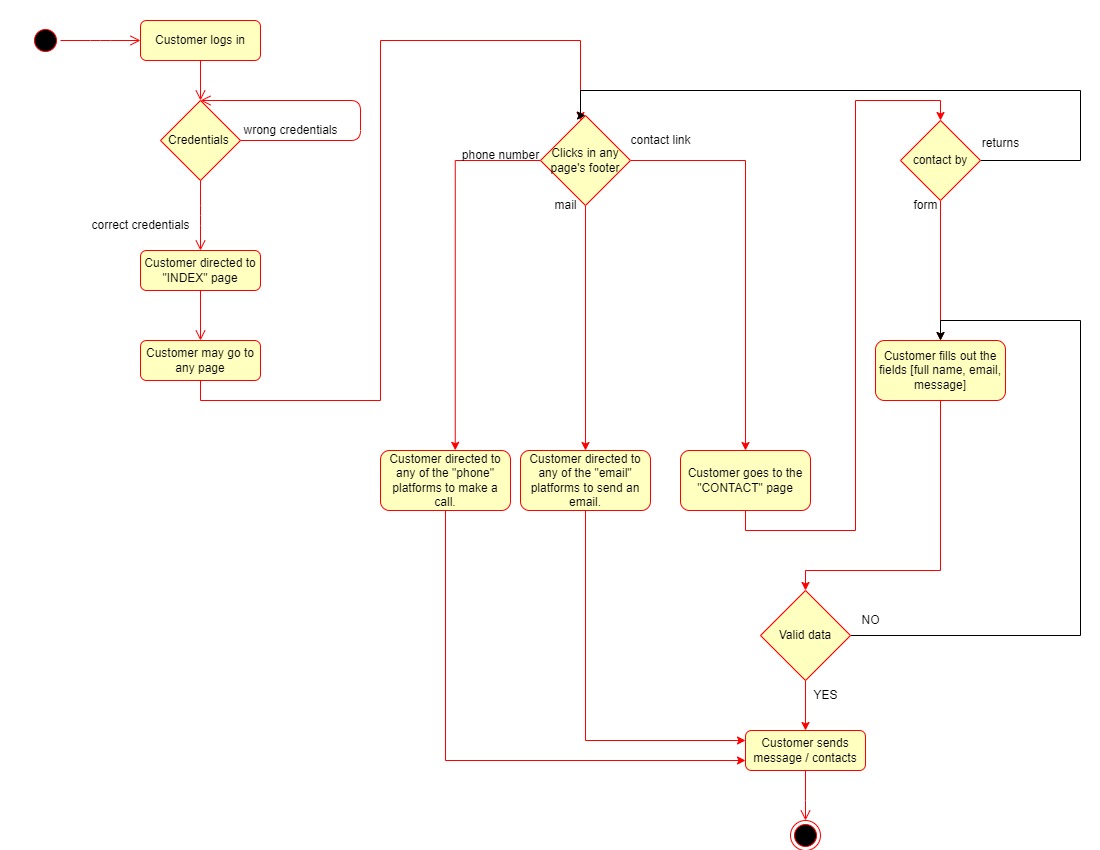 Customer logs in
Credentials
wrong credentials
correct credentials
Customer directed to
"INDEX" page
Customer may go to
any page
Clicks in any
page's footer
phone number
mail
contact link
contact by
returns
form
Customer fills out the
fields [full name, email,
message]
Customer directed to
any of the "phone"
platforms to make a
call.
Customer directed to
any of the "email"
platforms to send an
email.
Customer goes to the
"CONTACT" page
Valid data
NO
YES
Customer sends
message / contacts